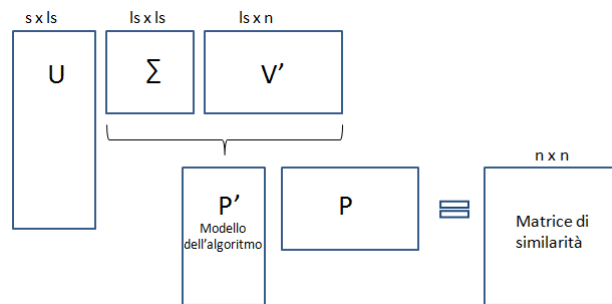 s x ls
ls x ls
ls x n
U
Σ
V’
n x n
P’
Modello
dell’algoritmo
P
=
Matrice di
similarità